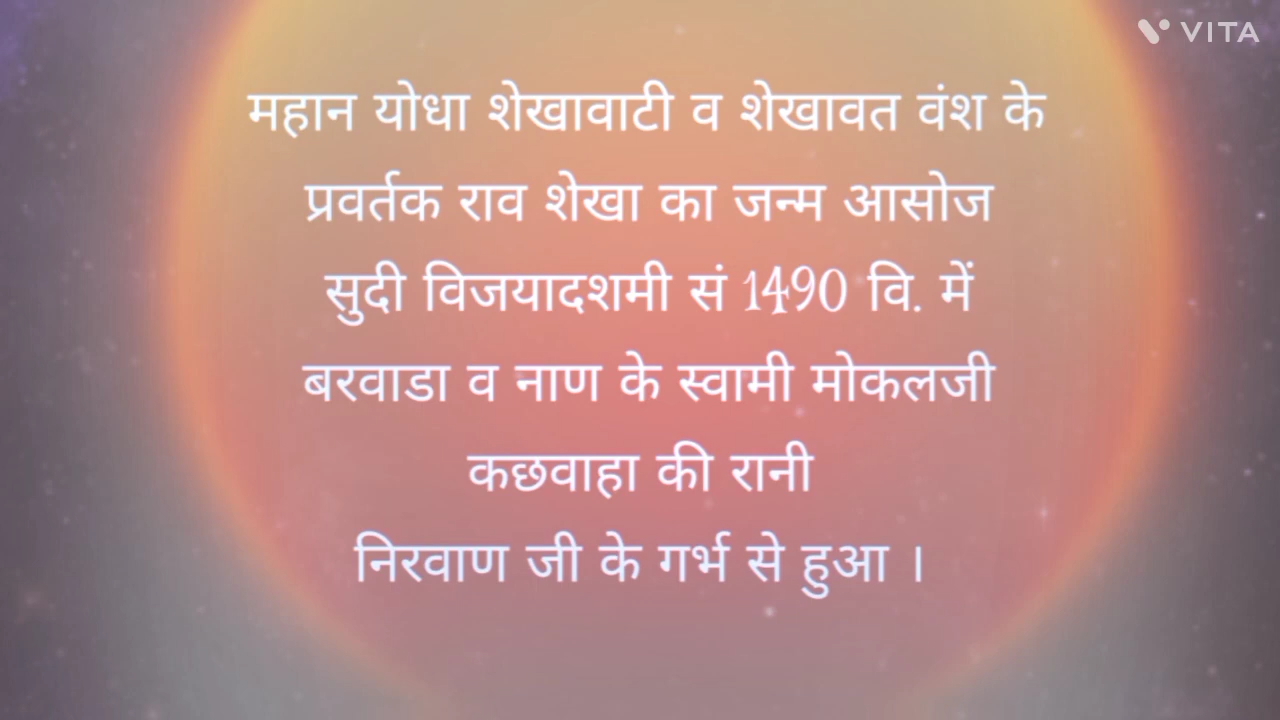 VITA
महान योधा शेखावाटी व शेखावत वंश के
प्रवर्तक राव शेखा का जन्म आसोज
सुदी विजयादशमी सं 1490 वि. में
बरवाडा व नाण के स्वामी मोकलजी
कछवाहा की रानी
निरवाण जी के गर्भ से हुआ ।